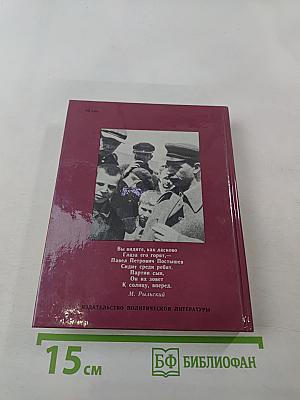 Вы видите, как ласково
Глаза его горят,—
Павел Петрович Постышев
Сидит среди ребят.
Партии сын,
Он их зовет
К солнцу, вперед.
М. Рыльский
ИЗДАТЕЛЬСТВО ПОЛИТИЧЕСКОЙ ЛИТЕРАТУРЫ
15 см
БФ БИБЛИОФАН